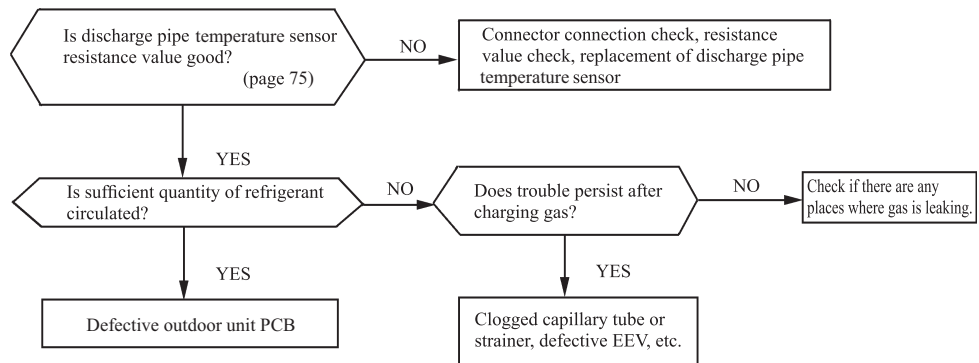 Is discharge pipe temperature sensor
resistance value good?
(page 75)
NO
Connector connection check, resistance
value check, replacement of discharge pipe
temperature sensor
YES
Is sufficient quantity of refrigerant
circulated?
NO
Does trouble persist after
charging gas?
NO
Check if there are any
places where gas is leaking.
YES
YES
Defective outdoor unit PCB
Clogged capillary tube or
strainer, defective EEV, etc.